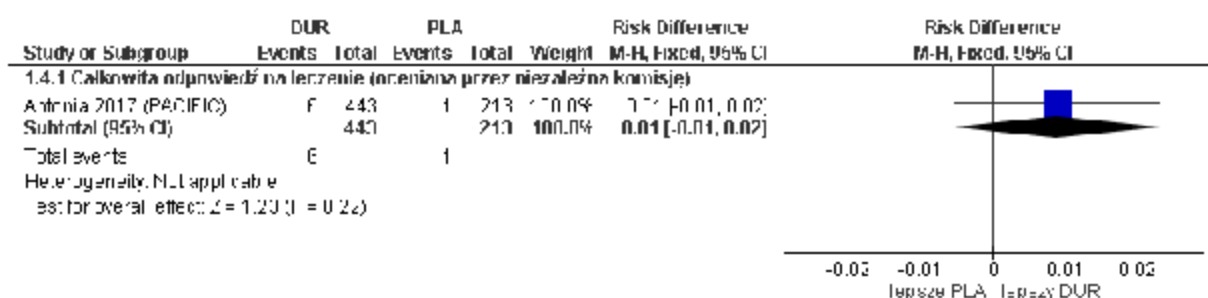 DUR PLA Risk Difference Risk Difference
Study or Subgroup Events Total Events Total Weight M-H, Fixed, 95% CI M-H, Fixed, 95% CI
1.4.1 Całkowita odpowiedź na leczenie (oceniana przez niezależną komisję)
Antonia 2017 (PACIFIC) 6 443 1 213 100.0% 0.01 [-0.01, 0.02]
Subtotal (95% CI) 443 213 100.0% 0.01 [-0.01, 0.02]
Total events 6 1
Heterogeneity: Not applicable
Test for overall effect: Z = 1.23 (P = 0.22)
-0.02 -0.01 0 0.01 0.02
lepsze PLA lepszy DUR